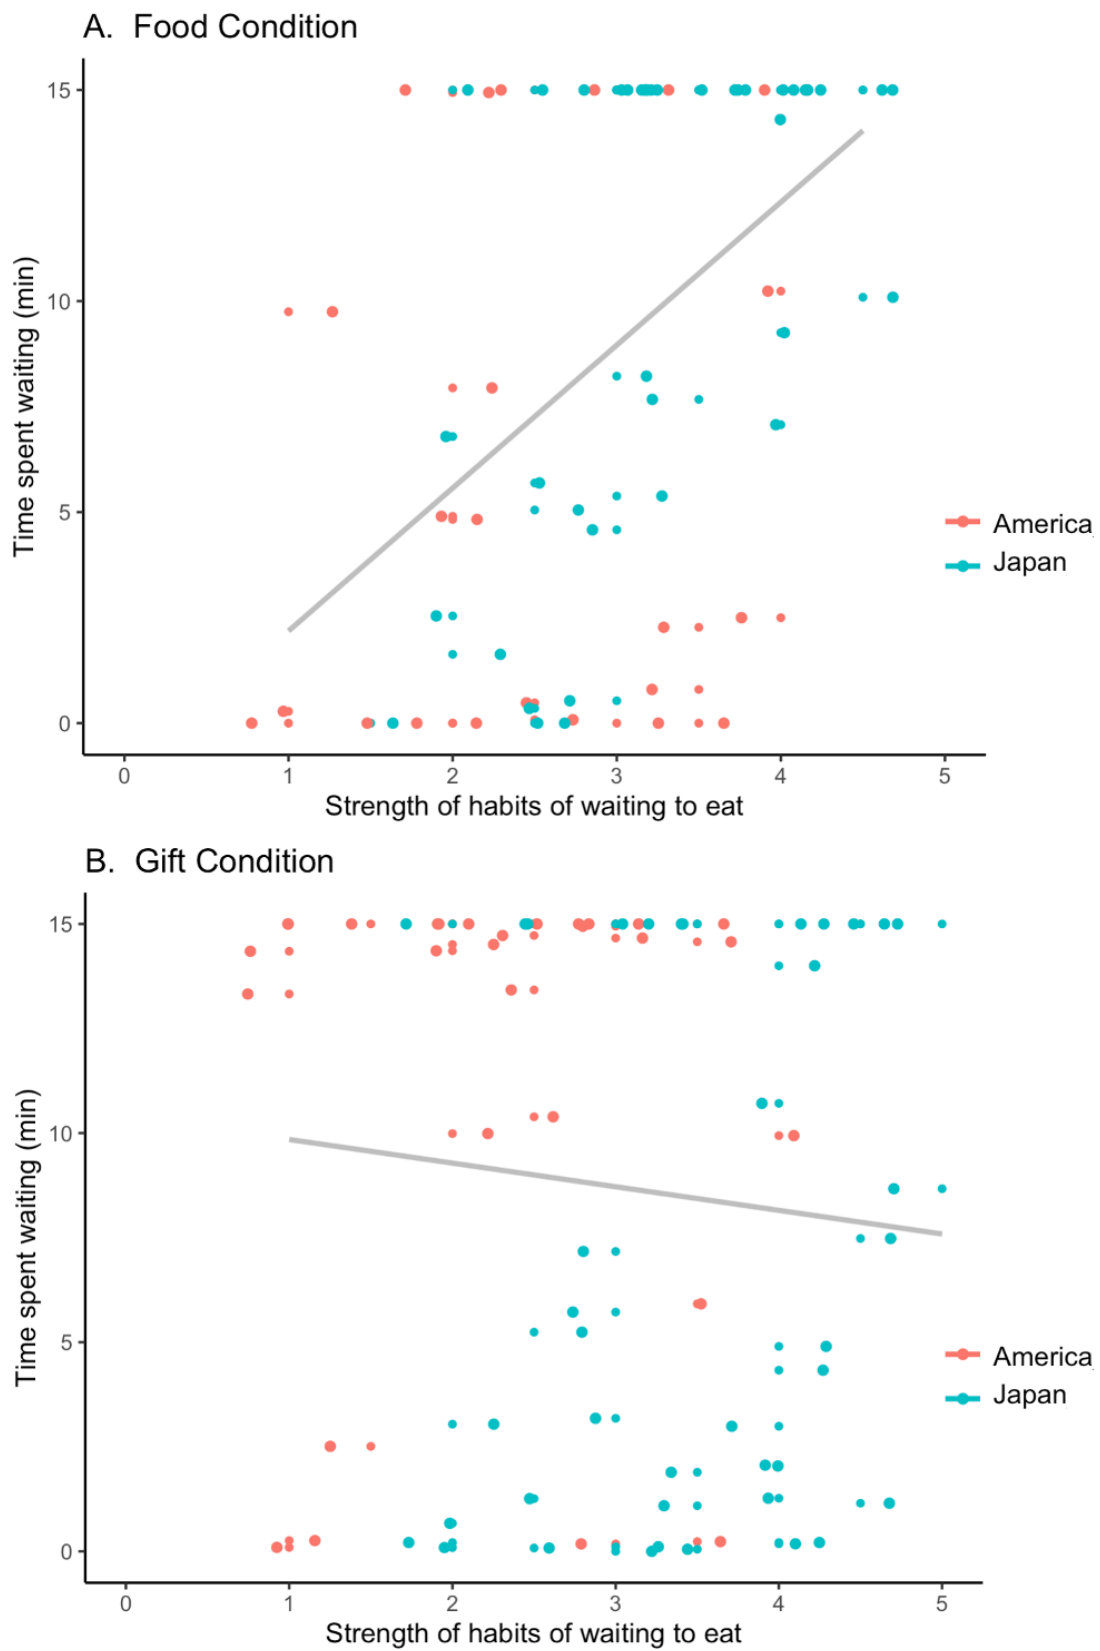 A. Food Condition
15
10
5
0
Time spent waiting (min)
0 1 2 3 4 5
Strength of habits of waiting to eat
America
Japan
B. Gift Condition
15
10
5
0
Time spent waiting (min)
0 1 2 3 4 5
Strength of habits of waiting to eat
America
Japan